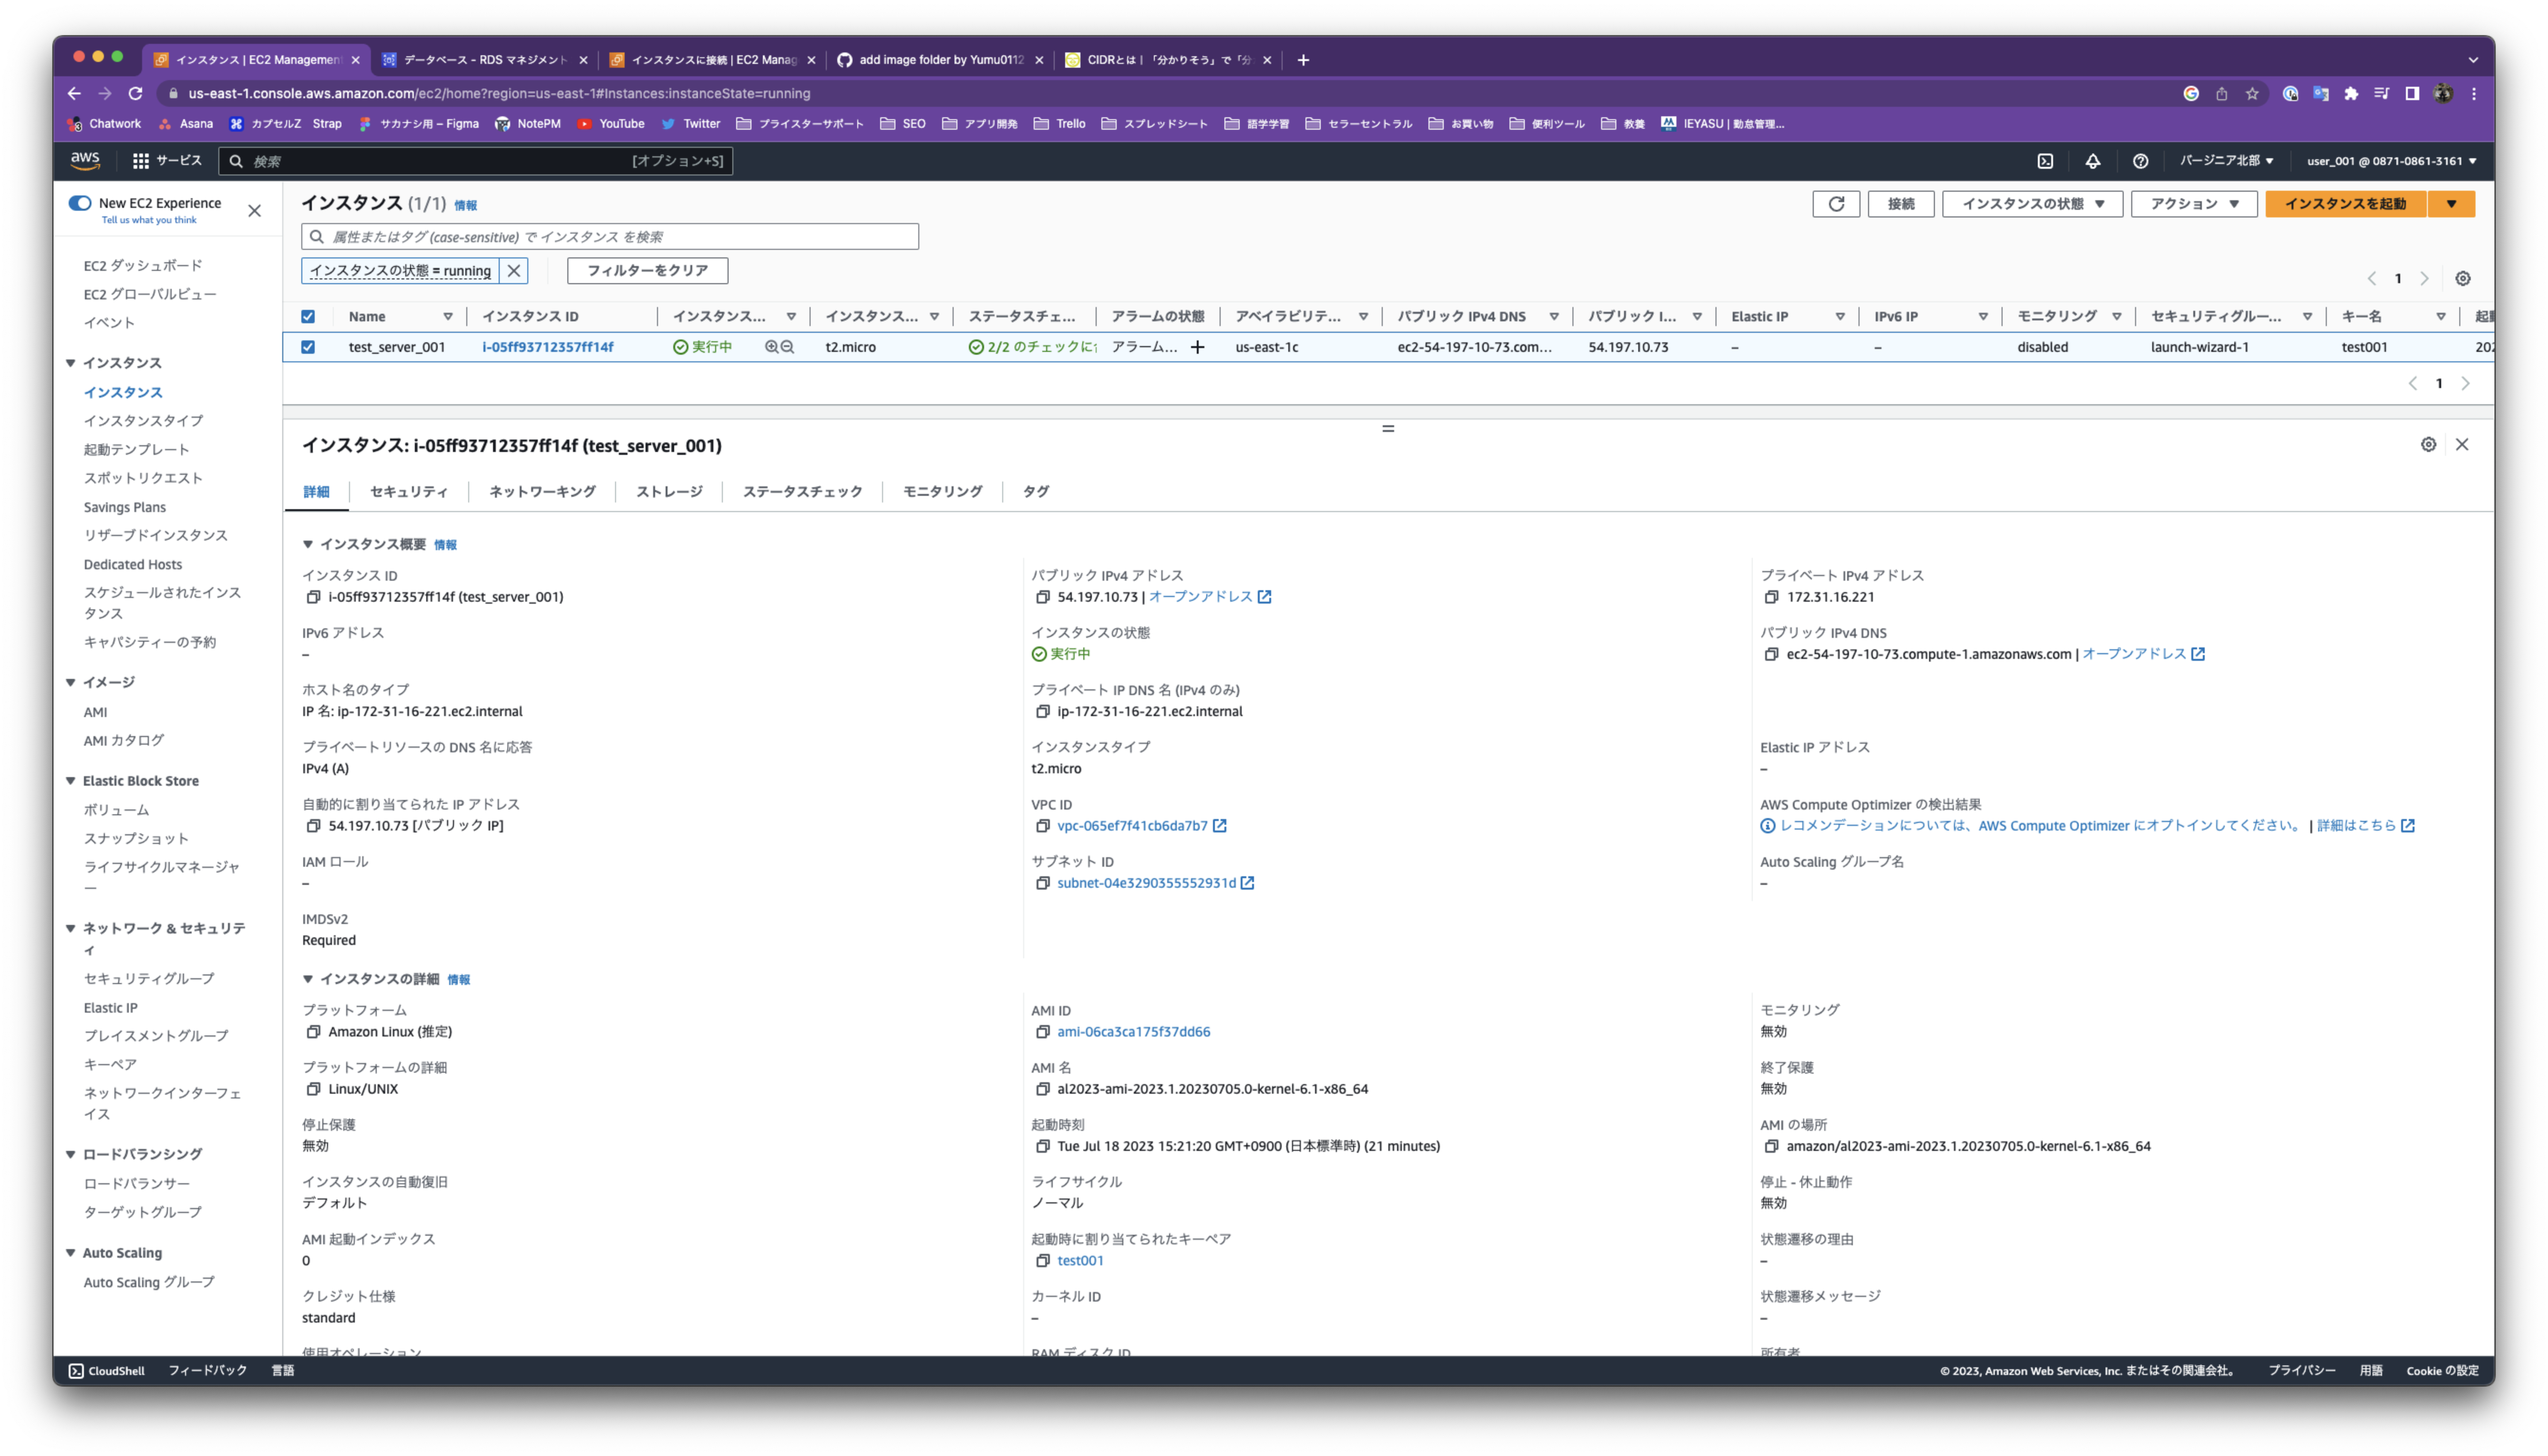 インスタンス | EC2 Management
データベース - RDS マネジメント
インスタンスに接続 | EC2 Manag
add image folder by Yumu0112
CIDRとは | 「分かりそう」で「分
us-east-1.console.aws.amazon.com/ec2/home?region=us-east-1#Instances:instanceState=running
Chatwork Asana カプセルZ Strap サカナシ用 – Figma NotePM YouTube Twitter プライスターサポート SEO アプリ開発 Trello スプレッドシート 語学学習 セラーセントラル お買い物 便利ツール 教養 IEYASU | 勤怠管理...
aws サービス 検索 [オプション+S] バージニア北部 user_001 @ 0871-0861-3161
New EC2 Experience
Tell us what you think
EC2 ダッシュボード
EC2 グローバルビュー
イベント
インスタンス
インスタンス
インスタンスタイプ
起動テンプレート
スポットリクエスト
Savings Plans
リザーブドインスタンス
Dedicated Hosts
スケジュールされたインス
タンス
キャパシティーの予約
イメージ
AMI
AMI カタログ
Elastic Block Store
ボリューム
スナップショット
ライフサイクルマネージャ
ー
ネットワーク & セキュリテ
ィ
セキュリティグループ
Elastic IP
プレイスメントグループ
キーペア
ネットワークインターフェ
イス
ロードバランシング
ロードバランサー
ターゲットグループ
Auto Scaling
Auto Scaling グループ
インスタンス (1/1) 情報
接続 インスタンスの状態 アクション インスタンスを起動
属性またはタグ (case-sensitive) で インスタンス を検索
インスタンスの状態 = running フィルターをクリア
1
Name インスタンス ID インスタンス... インスタンス... ステータスチェ... アラームの状態 アベイラビリテ... パブリック IPv4 DNS パブリック I... Elastic IP IPv6 IP モニタリング セキュリティグルー... キー名 起動
test_server_001 i-05ff93712357ff14f 実行中 t2.micro 2/2 のチェックに アラーム... us-east-1c ec2-54-197-10-73.com... 54.197.10.73 – – disabled launch-wizard-1 test001 202
1
インスタンス: i-05ff93712357ff14f (test_server_001)
詳細 セキュリティ ネットワーキング ストレージ ステータスチェック モニタリング タグ
インスタンス概要 情報
インスタンス ID
i-05ff93712357ff14f (test_server_001)
パブリック IPv4 アドレス
54.197.10.73 | オープンアドレス
プライベート IPv4 アドレス
172.31.16.221
IPv6 アドレス
–
インスタンスの状態
実行中
パブリック IPv4 DNS
ec2-54-197-10-73.compute-1.amazonaws.com | オープンアドレス
ホスト名のタイプ
IP 名: ip-172-31-16-221.ec2.internal
プライベート IP DNS 名 (IPv4 のみ)
ip-172-31-16-221.ec2.internal
プライベートリソースの DNS 名に応答
IPv4 (A)
インスタンスタイプ
t2.micro
Elastic IP アドレス
–
自動的に割り当てられた IP アドレス
54.197.10.73 [パブリック IP]
VPC ID
vpc-065ef7f41cb6da7b7
AWS Compute Optimizer の検出結果
レコメンデーションについては、AWS Compute Optimizer にオプトインしてください。 | 詳細はこちら
IAM ロール
–
サブネット ID
subnet-04e3290355552931d
Auto Scaling グループ名
–
IMDSv2
Required
インスタンスの詳細 情報
プラットフォーム
Amazon Linux (推定)
AMI ID
ami-06ca3ca175f37dd66
モニタリング
無効
プラットフォームの詳細
Linux/UNIX
AMI 名
al2023-ami-2023.1.20230705.0-kernel-6.1-x86_64
終了保護
無効
停止保護
無効
起動時刻
Tue Jul 18 2023 15:21:20 GMT+0900 (日本標準時) (21 minutes)
AMI の場所
amazon/al2023-ami-2023.1.20230705.0-kernel-6.1-x86_64
インスタンスの自動復旧
デフォルト
ライフサイクル
ノーマル
停止 - 休止動作
無効
AMI 起動インデックス
0
起動時に割り当てられたキーペア
test001
状態遷移の理由
–
クレジット仕様
standard
カーネル ID
–
状態遷移メッセージ
–
使用オペレーション
RAM ディスク ID
所有者
CloudShell フィードバック 言語
© 2023, Amazon Web Services, Inc. またはその関連会社。 プライバシー 用語 Cookie の設定